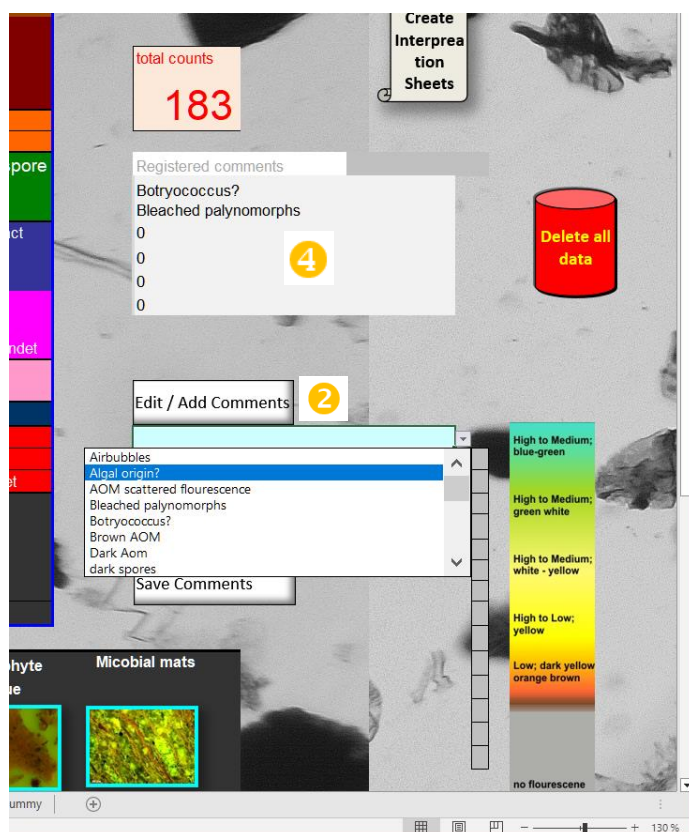 Create
Interprea
tion
Sheets
total counts
183
pore
Registered comments
Botryococcus?
Bleached palynomorphs
0
0
0
0
4
Delete all
data
ct
ndet
Edit / Add Comments
2
et
Airbubbles
Algal origin?
AOM scattered flourescence
Bleached palynomorphs
Botryococcus?
Brown AOM
Dark Aom
dark spores
Save Comments
High to Medium;
blue-green
High to Medium;
green white
High to Medium;
white - yellow
High to Low;
yellow
Low; dark yellow
orange brown
no flourescene
hyte
ue
Micobial mats
ummy
130 %